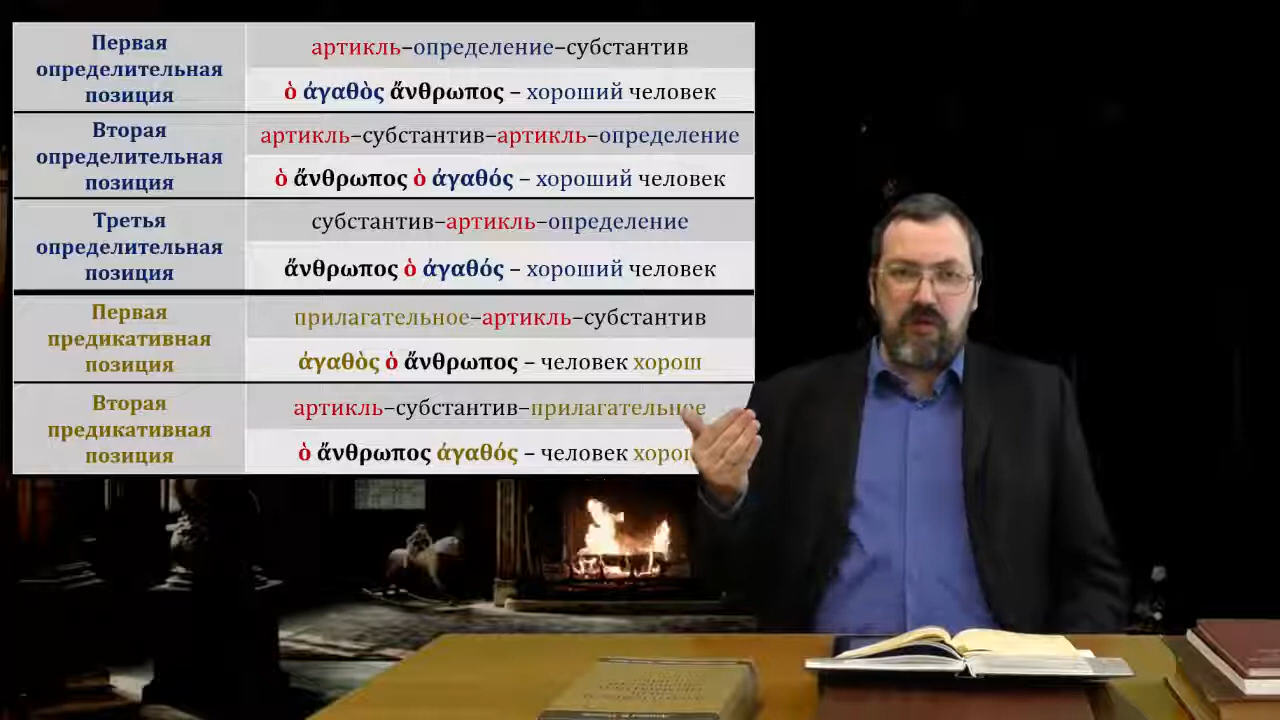 Первая
определительная
позиция
артикль–определение–субстантив
ὁ ἀγαθὸς ἄνθρωπος – хороший человек
Вторая
определительная
позиция
артикль–субстантив–артикль–определение
ὁ ἄνθρωπος ὁ ἀγαθός – хороший человек
Третья
определительная
позиция
субстантив–артикль–определение
ἄνθρωπος ὁ ἀγαθός – хороший человек
Первая
предикативная
позиция
прилагательное–артикль–субстантив
ἀγαθὸς ὁ ἄνθρωπος – человек хорош
Вторая
предикативная
позиция
артикль–субстантив–прилагательное
ὁ ἄνθρωπος ἀγαθός – человек